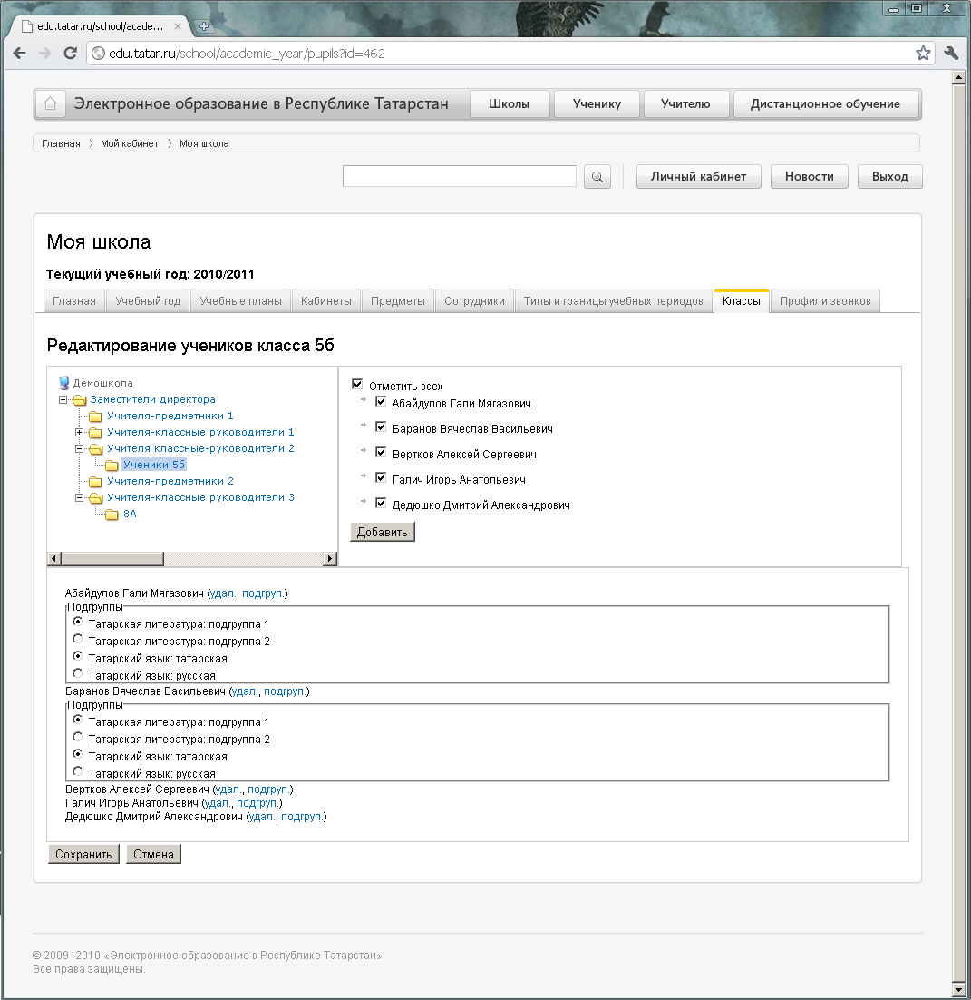 edu.tatar.ru/school/acade...
edu.tatar.ru/school/academic_year/pupils?id=462
Электронное образование в Республике Татарстан Школы Ученику Учителю Дистанционное обучение
Главная 〉 Мой кабинет 〉 Моя школа
Личный кабинет Новости Выход
Моя школа
Текущий учебный год: 2010/2011
Главная Учебный год Учебные планы Кабинеты Предметы Сотрудники Типы и границы учебных периодов Классы Профили звонков
Редактирование учеников класса 5б
Демошкола
Заместители директора
Учителя-предметники 1
Учителя-классные руководители 1
Учителя классные-руководители 2
Ученики 5б
Учителя-предметники 2
Учителя-классные руководители 3
8А
Отметить всех
Абайдулов Гали Мягазович
Баранов Вячеслав Васильевич
Вертков Алексей Сергеевич
Галич Игорь Анатольевич
Дедюшко Дмитрий Александрович
Добавить
Абайдулов Гали Мягазович (удал., подгруп.)
Подгруппы
Татарская литература: подгруппа 1
Татарская литература: подгруппа 2
Татарский язык: татарская
Татарский язык: русская
Баранов Вячеслав Васильевич (удал., подгруп.)
Подгруппы
Татарская литература: подгруппа 1
Татарская литература: подгруппа 2
Татарский язык: татарская
Татарский язык: русская
Вертков Алексей Сергеевич (удал., подгруп.)
Галич Игорь Анатольевич (удал., подгруп.)
Дедюшко Дмитрий Александрович (удал., подгруп.)
Сохранить Отмена
© 2009–2010 «Электронное образование в Республике Татарстан»
Все права защищены.